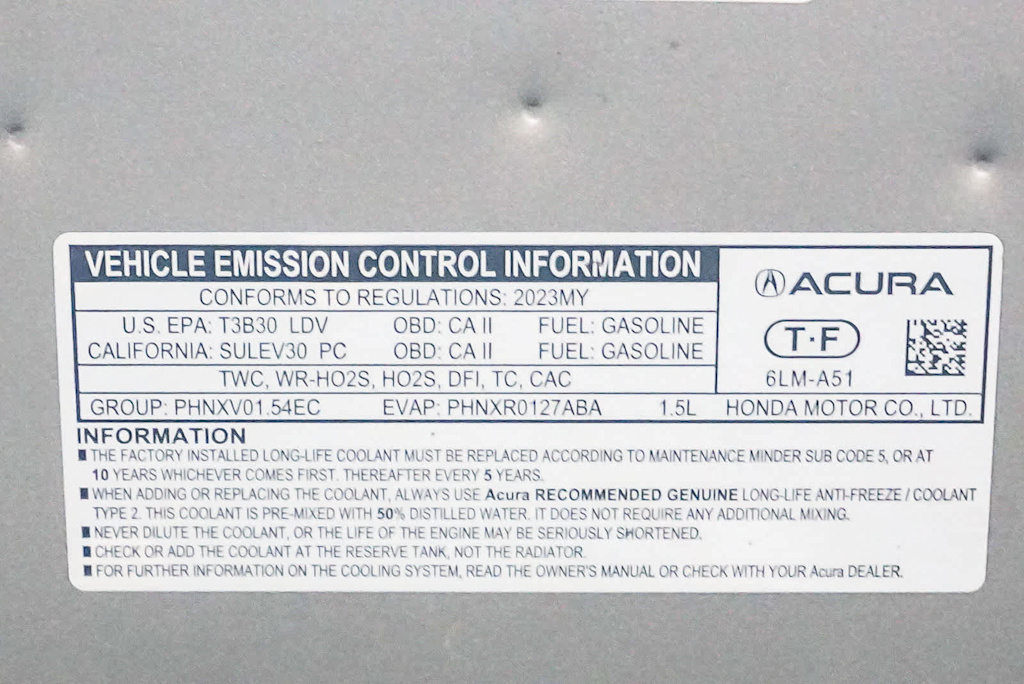 VEHICLE EMISSION CONTROL INFORMATION
CONFORMS TO REGULATIONS: 2023MY
U.S. EPA: T3B30 LDV OBD: CA II FUEL: GASOLINE
CALIFORNIA: SULEV30 PC OBD: CA II FUEL: GASOLINE
TWC, WR-HO2S, HO2S, DFI, TC, CAC
ACURA
T·F
6LM-A51
GROUP: PHNXV01.54EC EVAP: PHNXR0127ABA 1.5L HONDA MOTOR CO., LTD.
INFORMATION
■ THE FACTORY INSTALLED LONG-LIFE COOLANT MUST BE REPLACED ACCORDING TO MAINTENANCE MINDER SUB CODE 5, OR AT
10 YEARS WHICHEVER COMES FIRST. THEREAFTER EVERY 5 YEARS.
■ WHEN ADDING OR REPLACING THE COOLANT, ALWAYS USE Acura RECOMMENDED GENUINE LONG-LIFE ANTI-FREEZE / COOLANT
TYPE 2. THIS COOLANT IS PRE-MIXED WITH 50% DISTILLED WATER. IT DOES NOT REQUIRE ANY ADDITIONAL MIXING.
■ NEVER DILUTE THE COOLANT, OR THE LIFE OF THE ENGINE MAY BE SERIOUSLY SHORTENED.
■ CHECK OR ADD THE COOLANT AT THE RESERVE TANK, NOT THE RADIATOR.
■ FOR FURTHER INFORMATION ON THE COOLING SYSTEM, READ THE OWNER'S MANUAL OR CHECK WITH YOUR Acura DEALER.